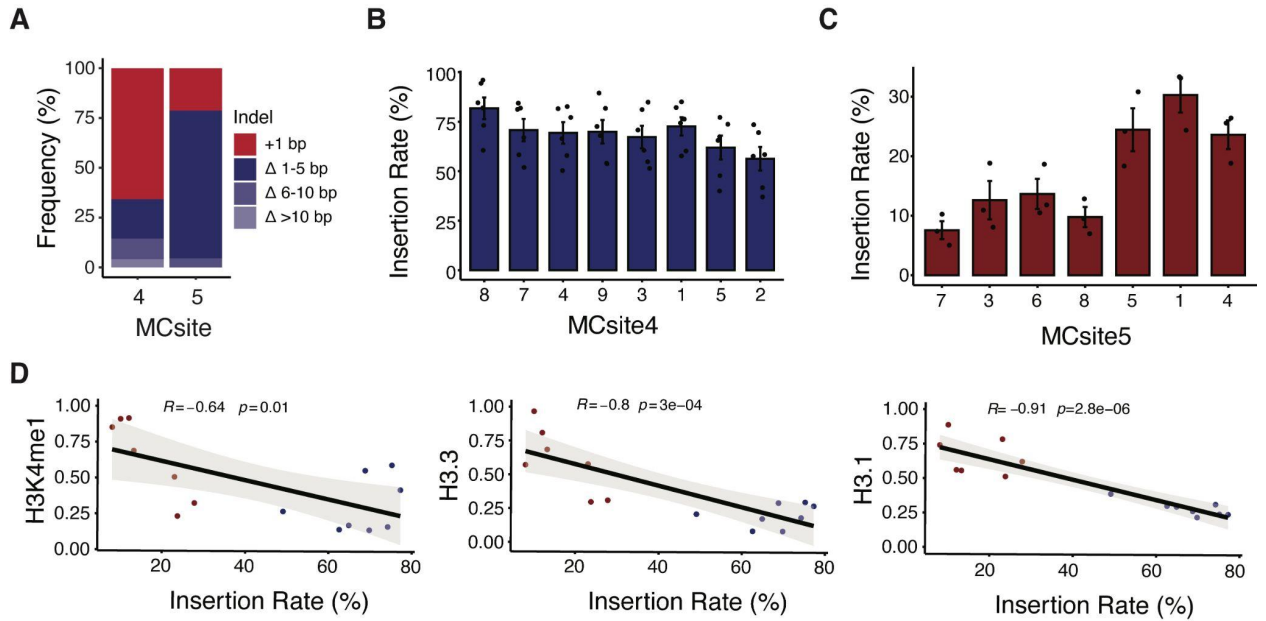 A
Frequency (%)
100
75
50
25
0
4
5
MCsite
Indel
+1 bp
Δ 1-5 bp
Δ 6-10 bp
Δ >10 bp
B
Insertion Rate (%)
100
75
50
25
0
8 7 4 9 3 1 5 2
MCsite4
C
Insertion Rate (%)
30
20
10
0
7 3 6 8 5 1 4
MCsite5
D
H3K4me1
1.00
0.75
0.50
0.25
0.00
R=−0.64 p=0.01
20 40 60 80
Insertion Rate (%)
H3.3
1.00
0.75
0.50
0.25
0.00
R=−0.8 p=3e−04
20 40 60 80
Insertion Rate (%)
H3.1
1.00
0.75
0.50
0.25
0.00
R= −0.91 p=2.8e−06
20 40 60 80
Insertion Rate (%)